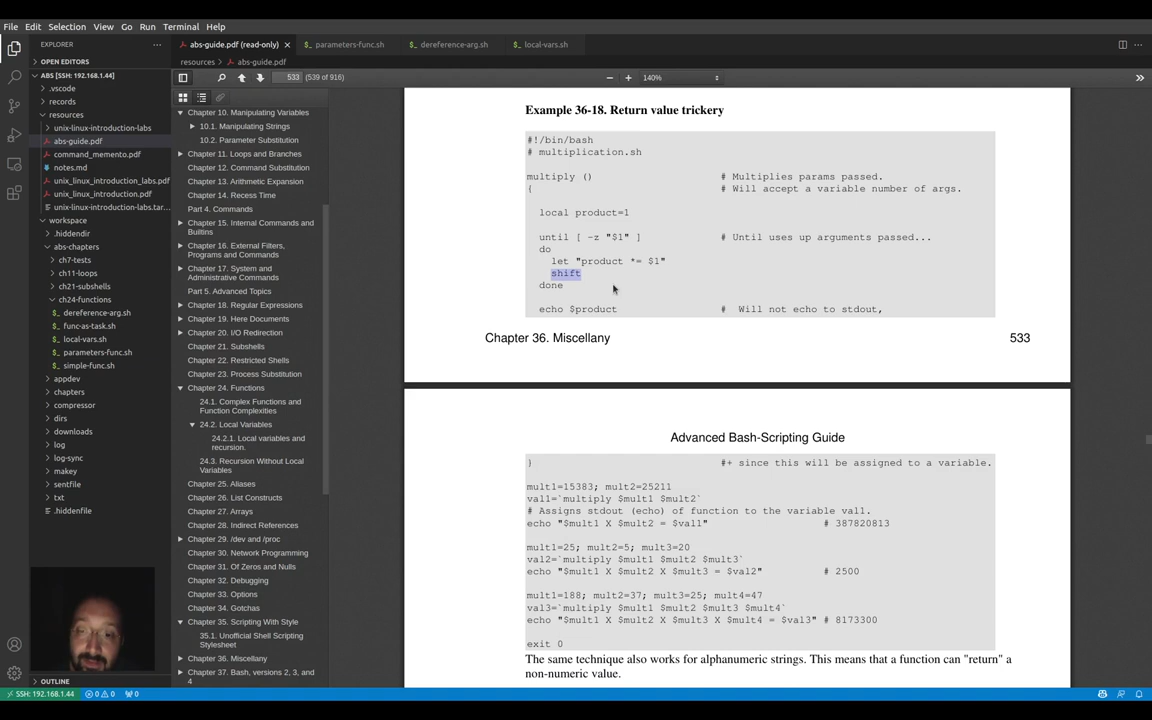 File Edit Selection View Go Run Terminal Help
EXPLORER
abs-guide.pdf (read-only)
parameters-func.sh
dereference-arg.sh
local-vars.sh
OPEN EDITORS
resources > abs-guide.pdf
ABS [SSH: 192.168.1.44]
533 (539 of 916)
140%
.vscode
records
resources
unix-linux-introduction-labs
abs-guide.pdf
command_memento.pdf
notes.md
unix_linux_introduction_labs.pdf
unix_linux_introduction.pdf
unix-linux-introduction-labs.tar...
workspace
.hiddendir
abs-chapters
ch7-tests
ch11-loops
ch21-subshells
ch24-functions
dereference-arg.sh
func-as-task.sh
local-vars.sh
parameters-func.sh
simple-func.sh
appdev
chapters
compressor
dirs
downloads
log
log-sync
makey
sentfile
txt
.hiddenfile
OUTLINE
Chapter 10. Manipulating Variables
10.1. Manipulating Strings
10.2. Parameter Substitution
Chapter 11. Loops and Branches
Chapter 12. Command Substitution
Chapter 13. Arithmetic Expansion
Chapter 14. Recess Time
Part 4. Commands
Chapter 15. Internal Commands and
Builtins
Chapter 16. External Filters,
Programs and Commands
Chapter 17. System and
Administrative Commands
Part 5. Advanced Topics
Chapter 18. Regular Expressions
Chapter 19. Here Documents
Chapter 20. I/O Redirection
Chapter 21. Subshells
Chapter 22. Restricted Shells
Chapter 23. Process Substitution
Chapter 24. Functions
24.1. Complex Functions and
Function Complexities
24.2. Local Variables
24.2.1. Local variables and
recursion.
24.3. Recursion Without Local
Variables
Chapter 25. Aliases
Chapter 26. List Constructs
Chapter 27. Arrays
Chapter 28. Indirect References
Chapter 29. /dev and /proc
Chapter 30. Network Programming
Chapter 31. Of Zeros and Nulls
Chapter 32. Debugging
Chapter 33. Options
Chapter 34. Gotchas
Chapter 35. Scripting With Style
35.1. Unofficial Shell Scripting
Stylesheet
Chapter 36. Miscellany
Chapter 37. Bash, versions 2, 3, and
4
Example 36-18. Return value trickery
#!/bin/bash
# multiplication.sh
multiply () # Multiplies params passed.
{ # Will accept a variable number of args.
local product=1
until [ -z "$1" ] # Until uses up arguments passed...
do
let "product *= $1"
shift
done
echo $product # Will not echo to stdout,
Chapter 36. Miscellany 533
Advanced Bash-Scripting Guide
} #+ since this will be assigned to a variable.
mult1=15383; mult2=25211
val1=`multiply $mult1 $mult2`
# Assigns stdout (echo) of function to the variable val1.
echo "$mult1 X $mult2 = $val1" # 387820813
mult1=25; mult2=5; mult3=20
val2=`multiply $mult1 $mult2 $mult3`
echo "$mult1 X $mult2 X $mult3 = $val2" # 2500
mult1=188; mult2=37; mult3=25; mult4=47
val3=`multiply $mult1 $mult2 $mult3 $mult4`
echo "$mult1 X $mult2 X $mult3 X $mult4 = $val3" # 8173300
exit 0
The same technique also works for alphanumeric strings. This means that a function can "return" a
non-numeric value.
SSH: 192.168.1.44 0 0 0